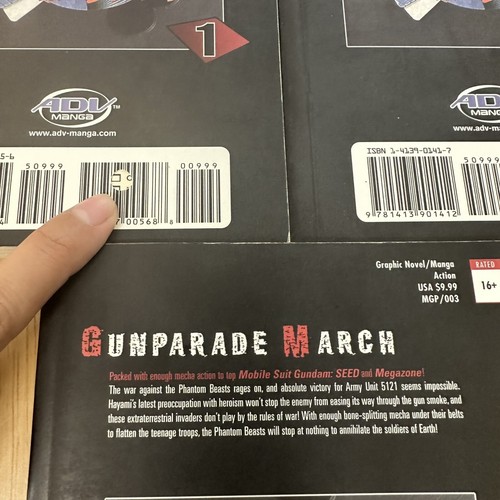 1
ADV
MANGA
www.adv-manga.com
ADV
MANGA
www.adv-manga.com
5-6
50999
00999
00568
8
ISBN 1-4139-0141-7
9 781413 901412
50999
Graphic Novel/Manga
Action
USA $9.99
MGP/003
RATED
16+
GUNPARADE MARCH
Packed with enough mecha action to top Mobile Suit Gundam: SEED and Megazone!
The war against the Phantom Beasts rages on, and absolute victory for Army Unit 5121 seems impossible.
Hayami's latest preoccupation with heroism won't stop the enemy from easing its way through the gun smoke, and
these extraterrestrial invaders don't play by the rules of war! With enough bone-splitting mecha under their belts
to flatten the teenage troops, the Phantom Beasts will stop at nothing to annihilate the soldiers of Earth!